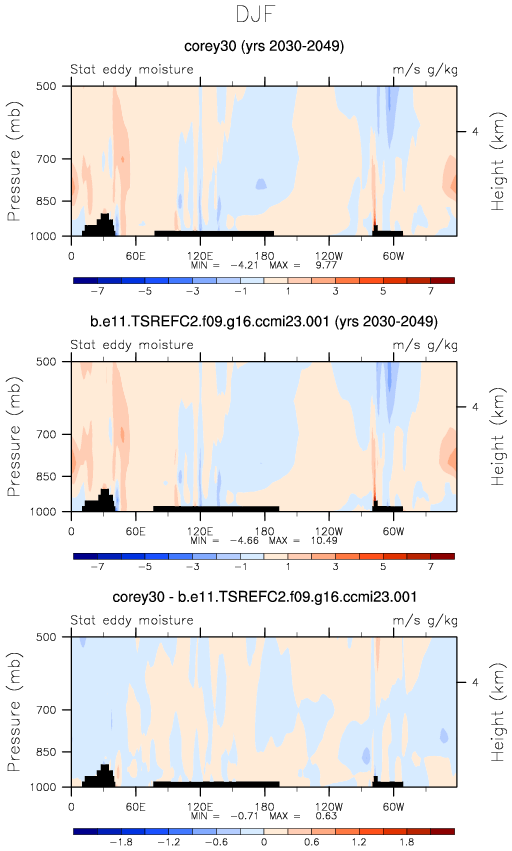 DJF
corey30 (yrs 2030-2049)
Stat eddy moisture m/s g/kg
500
700
850
1000
Pressure (mb)
4
Height (km)
0 60E 120E 180 120W 60W
MIN = -4.21 MAX = 9.77
-7 -5 -3 -1 1 3 5 7
b.e11.TSREFC2.f09.g16.ccmi23.001 (yrs 2030-2049)
Stat eddy moisture m/s g/kg
500
700
850
1000
Pressure (mb)
4
Height (km)
0 60E 120E 180 120W 60W
MIN = -4.66 MAX = 10.49
-7 -5 -3 -1 1 3 5 7
corey30 - b.e11.TSREFC2.f09.g16.ccmi23.001
Stat eddy moisture m/s g/kg
500
700
850
1000
Pressure (mb)
4
Height (km)
0 60E 120E 180 120W 60W
MIN = -0.71 MAX = 0.63
-1.8 -1.2 -0.6 0 0.6 1.2 1.8